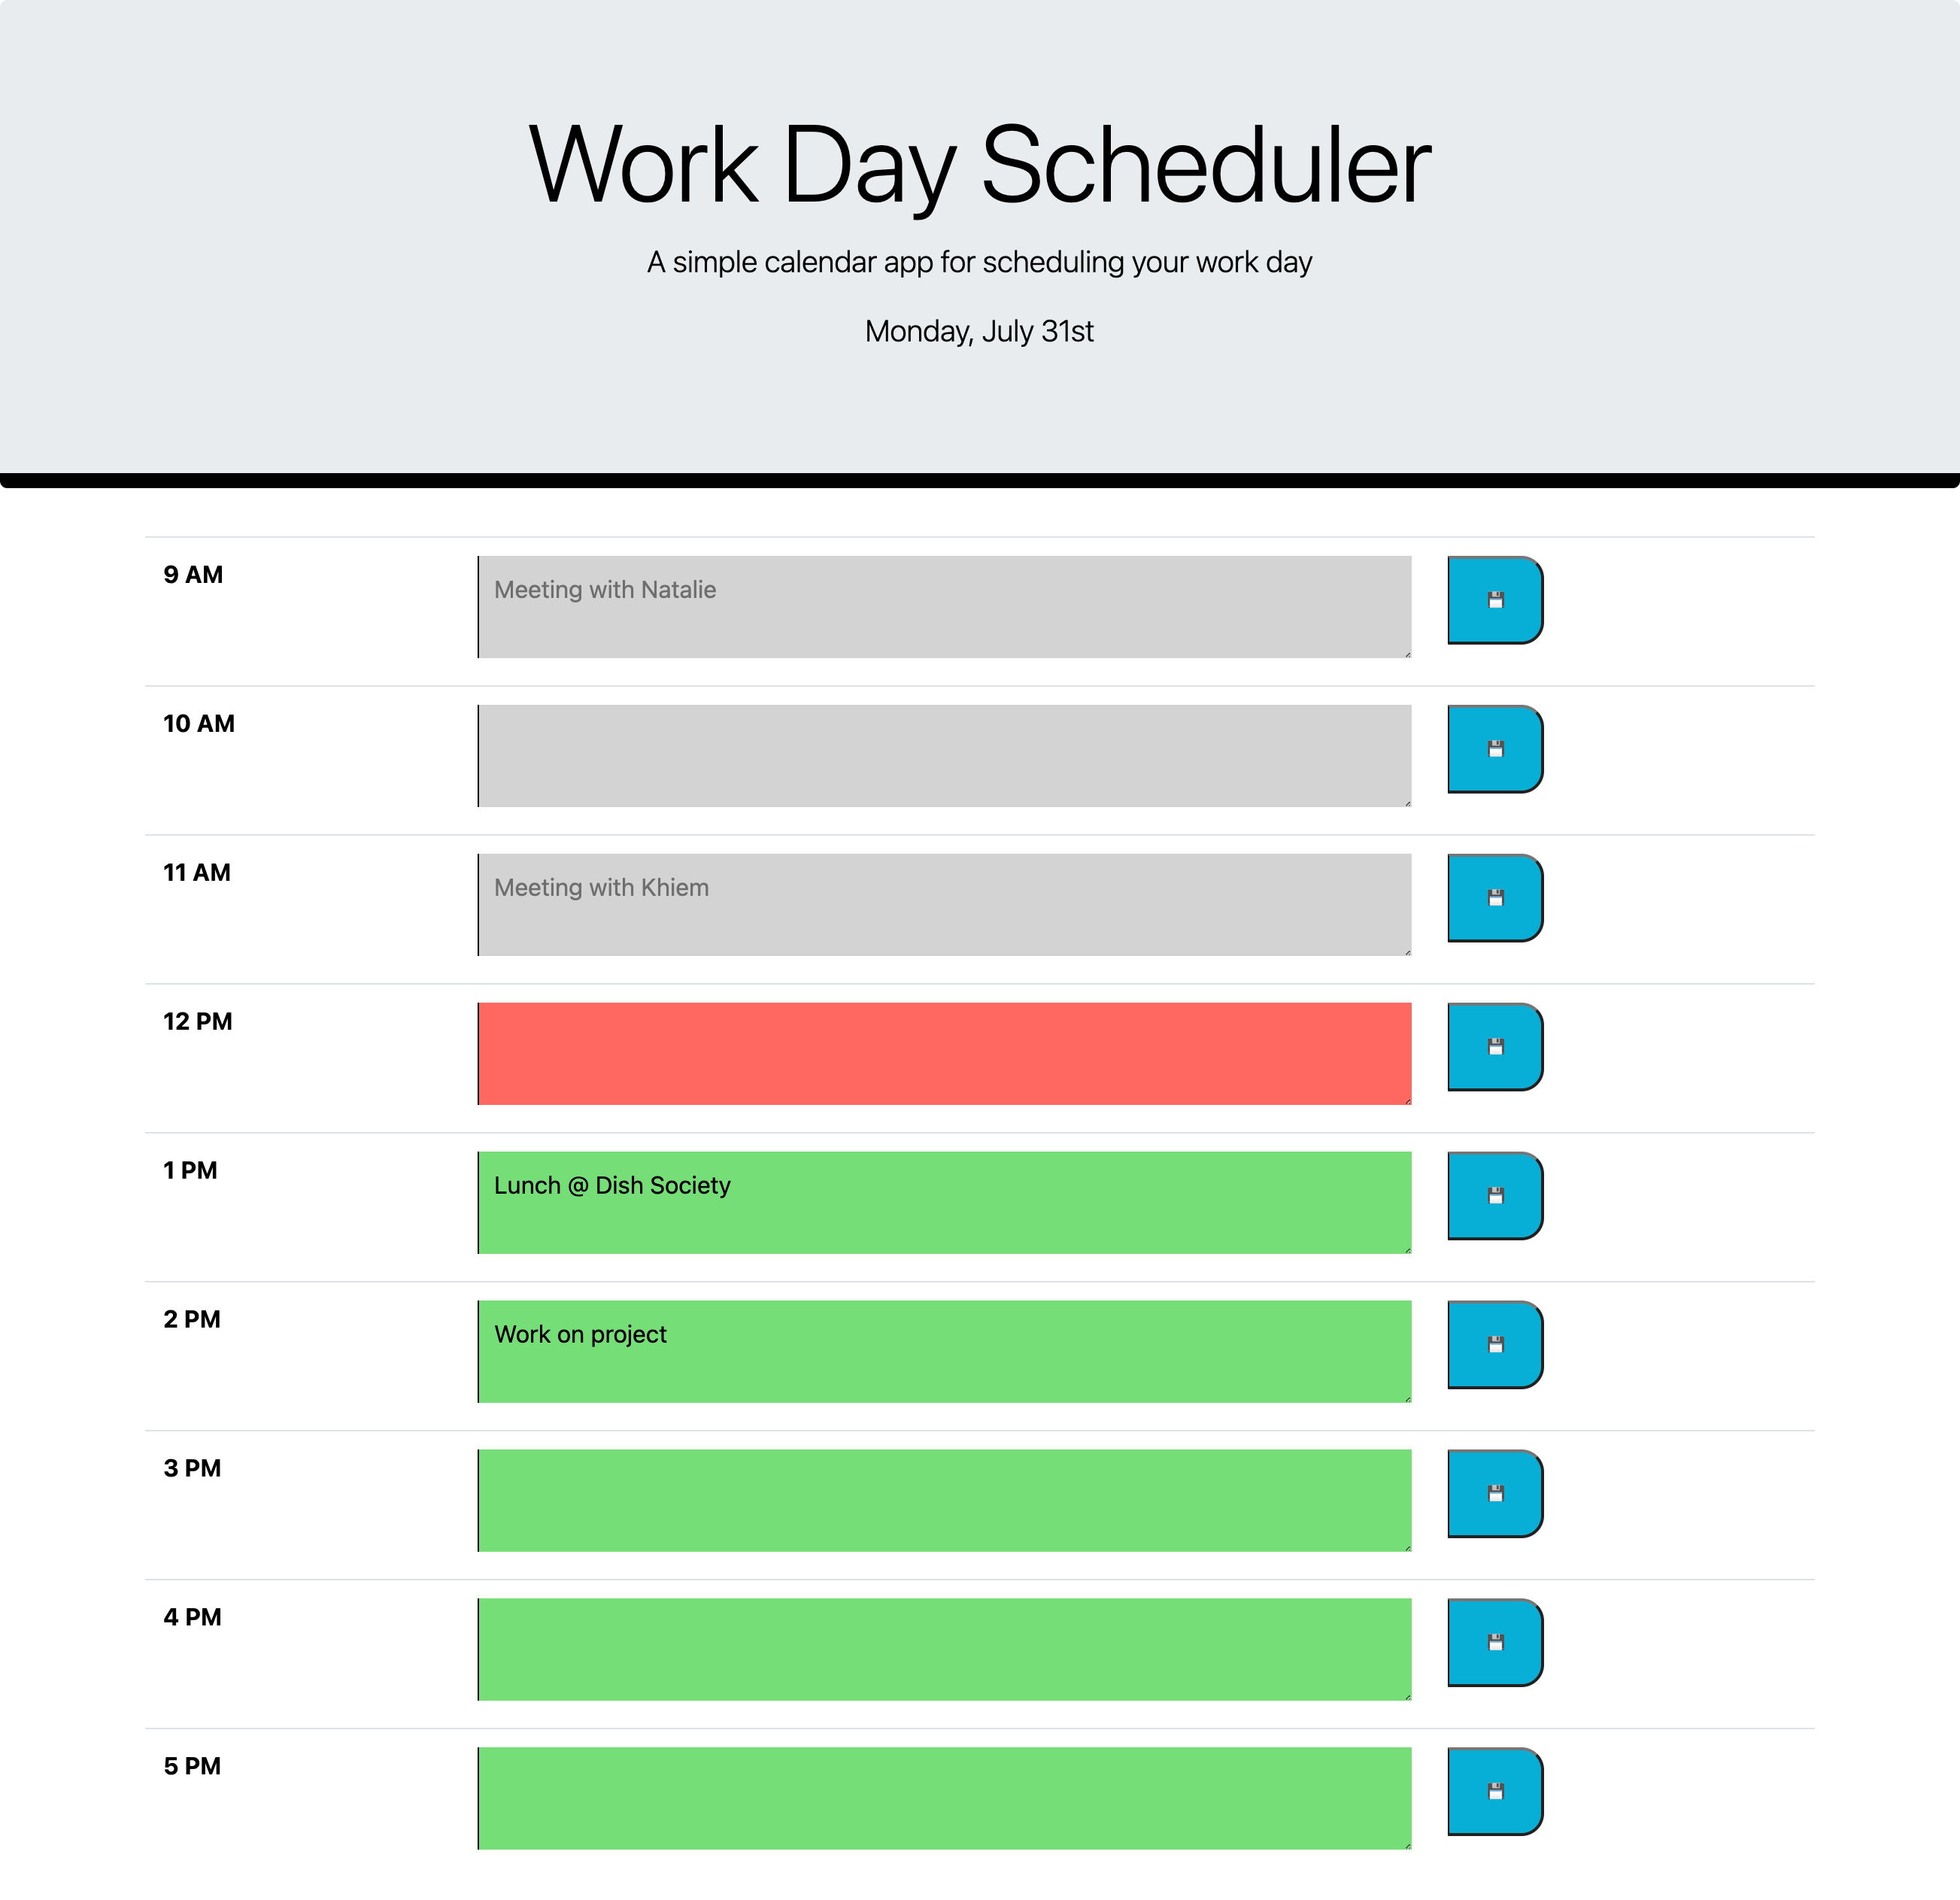 Work Day Scheduler
A simple calendar app for scheduling your work day
Monday, July 31st
9 AM
Meeting with Natalie
10 AM
11 AM
Meeting with Khiem
12 PM
1 PM
Lunch @ Dish Society
2 PM
Work on project
3 PM
4 PM
5 PM